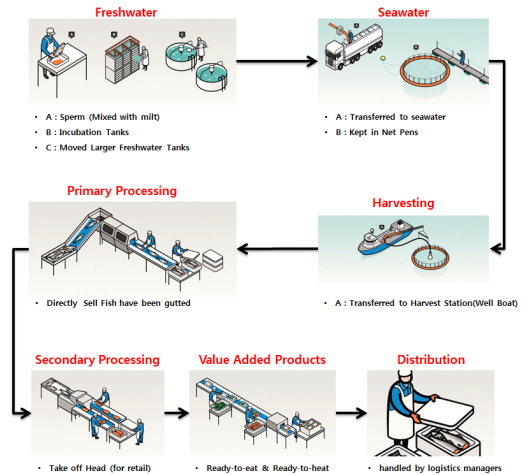 Freshwater
Seawater
A : Sperm (Mixed with milt)
B : Incubation Tanks
C : Moved Larger Freshwater Tanks
A : Transferred to seawater
B : Kept in Net Pens
Primary Processing
Harvesting
Directly Sell Fish have been gutted
A : Transferred to Harvest Station(Well Boat)
Secondary Processing
Value Added Products
Distribution
Take off Head (for retail)
Ready-to-eat & Ready-to-heat
handled by logistics managers